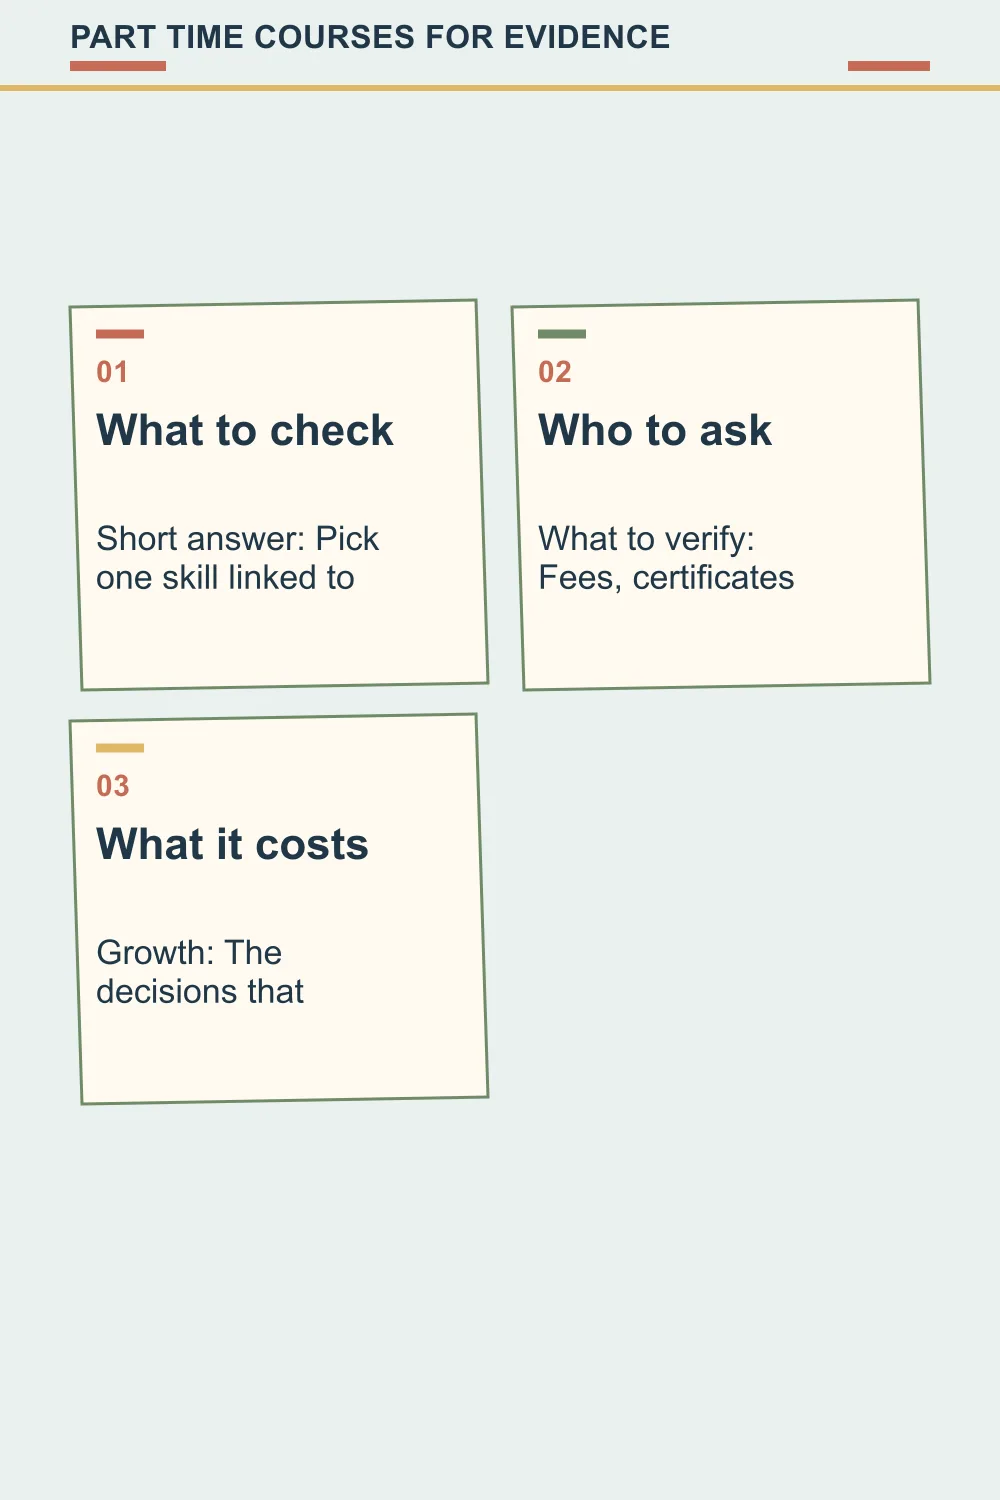 PART TIME COURSES FOR EVIDENCE
01
What to check
Short answer: Pick
one skill linked to
02
Who to ask
What to verify:
Fees, certificates
03
What it costs
Growth: The
decisions that